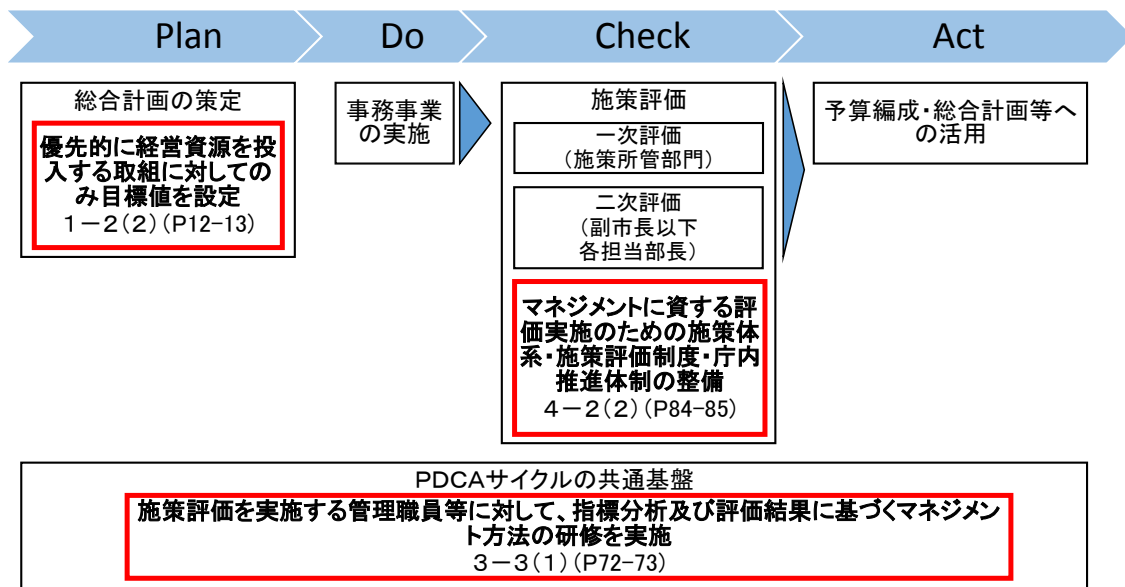 Plan
Do
Check
Act
総合計画の策定
優先的に経営資源を投
入する取組に対しての
み目標値を設定
1－2(2)(P12-13)
事務事業
の実施
施策評価
一次評価
(施策所管部門)
二次評価
(副市長以下
各担当部長)
マネジメントに資する評
価実施のための施策体
系・施策評価制度・庁内
推進体制の整備
4－2(2)(P84-85)
予算編成・総合計画等へ
の活用
PDCAサイクルの共通基盤
施策評価を実施する管理職員等に対して、指標分析及び評価結果に基づくマネジメン
ト方法の研修を実施
3－3(1)(P72-73)